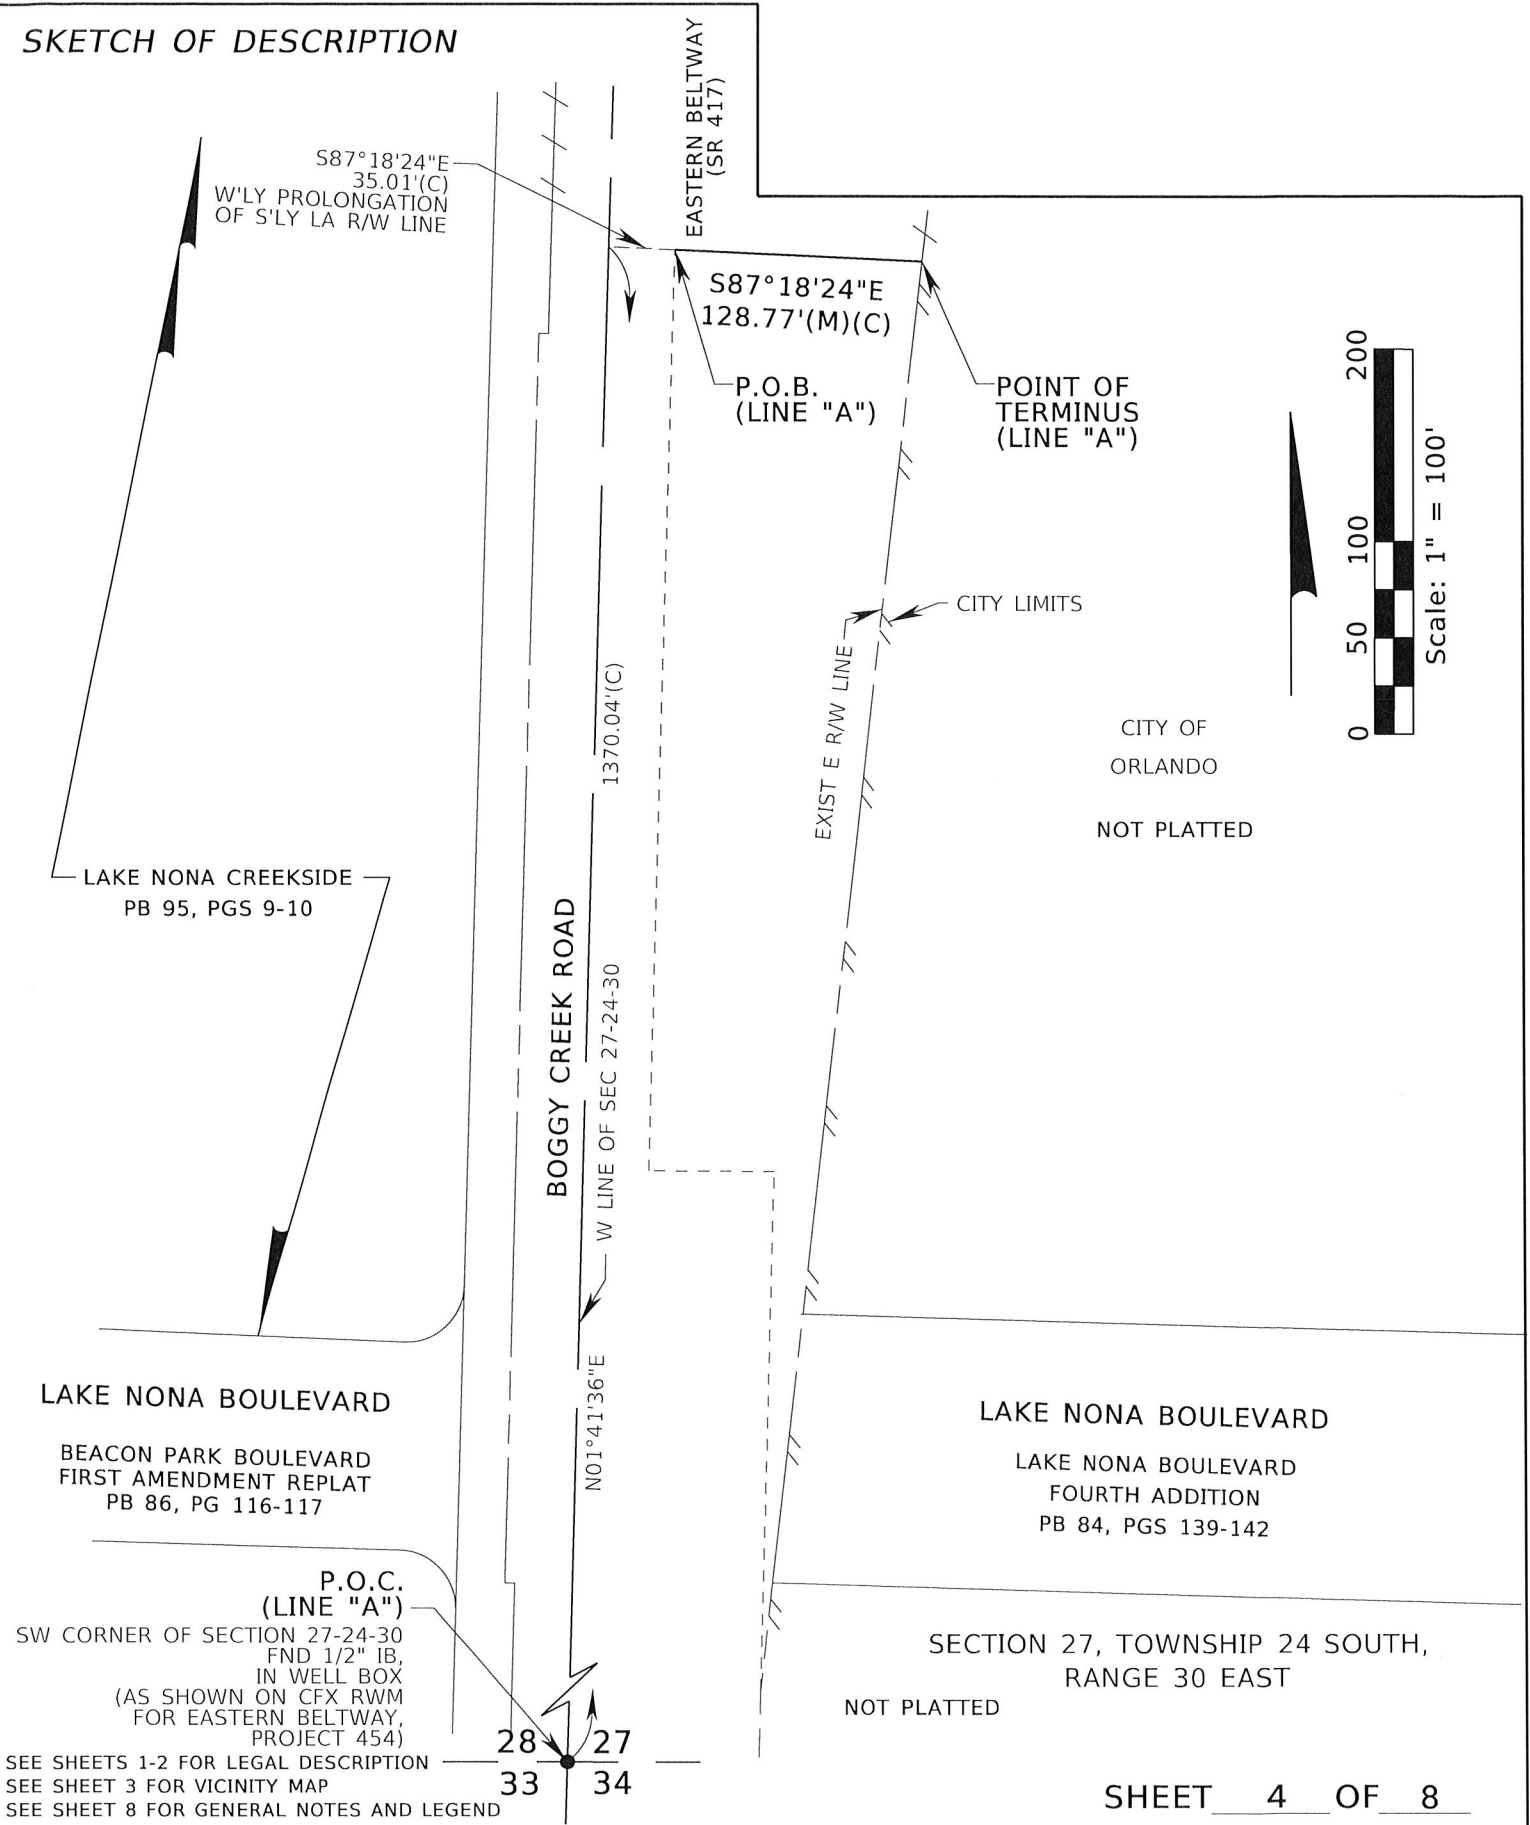 SKETCH OF DESCRIPTION
EASTERN BELTWAY
(SR 417)
S87°18'24"E
35.01'(C)
W'LY PROLONGATION
OF S'LY LA R/W LINE
S87°18'24"E
128.77'(M)(C)
P.O.B.
(LINE "A")
POINT OF
TERMINUS
(LINE "A")
200
100
50
0
Scale: 1" = 100'
CITY LIMITS
EXIST E R/W LINE
1370.04'(C)
CITY OF
ORLANDO
NOT PLATTED
LAKE NONA CREEKSIDE
PB 95, PGS 9-10
BOGGY CREEK ROAD
W LINE OF SEC 27-24-30
N01°41'36"E
LAKE NONA BOULEVARD
BEACON PARK BOULEVARD
FIRST AMENDMENT REPLAT
PB 86, PG 116-117
LAKE NONA BOULEVARD
LAKE NONA BOULEVARD
FOURTH ADDITION
PB 84, PGS 139-142
P.O.C.
(LINE "A")
SW CORNER OF SECTION 27-24-30
FND 1/2" IB,
IN WELL BOX
(AS SHOWN ON CFX RWM
FOR EASTERN BELTWAY,
PROJECT 454)
SECTION 27, TOWNSHIP 24 SOUTH,
RANGE 30 EAST
NOT PLATTED
28 27
33 34
SEE SHEETS 1-2 FOR LEGAL DESCRIPTION
SEE SHEET 3 FOR VICINITY MAP
SEE SHEET 8 FOR GENERAL NOTES AND LEGEND
SHEET 4 OF 8